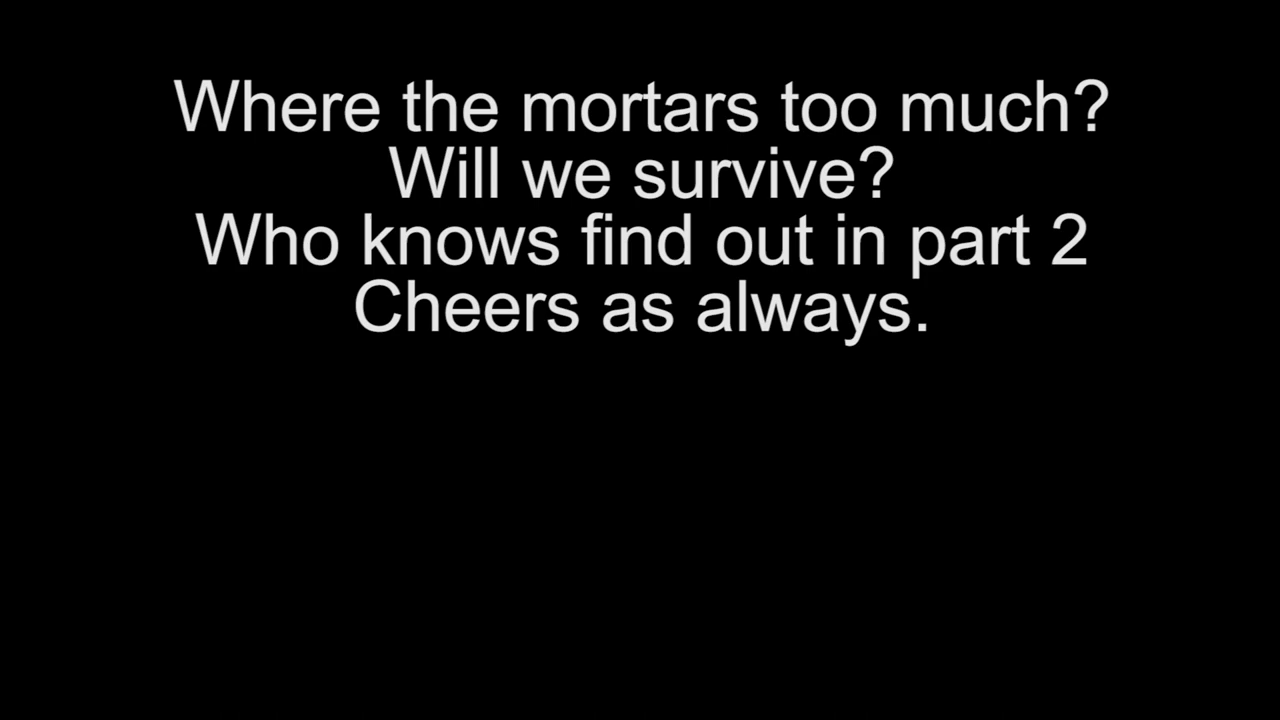 Where the mortars too much?
Will we survive?
Who knows find out in part 2
Cheers as always.